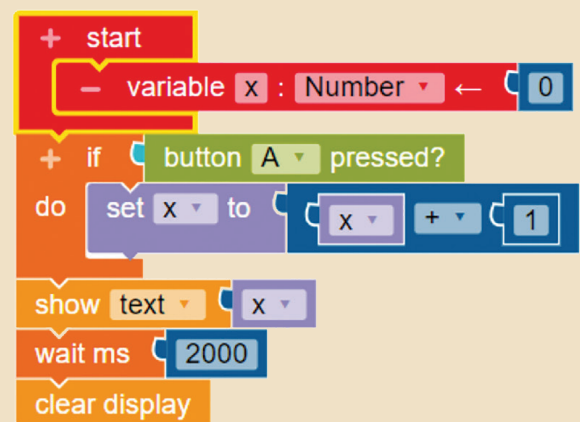 + start
− variable x : Number ▾ ← 0
+ if button A ▾ pressed?
do set x ▾ to x ▾ + ▾ 1
show text ▾ x ▾
wait ms 2000
clear display